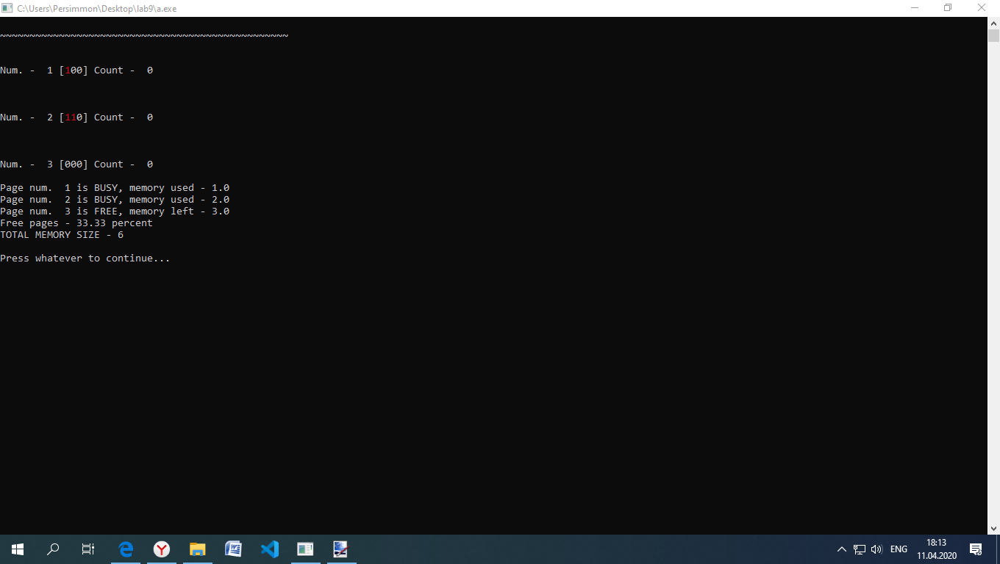 C:\Users\Persimmon\Desktop\lab9\a.exe
~~~~~~~~~~~~~~~~~~~~~~~~~~~~~~~~~~~~~~~~~~~~~~~~~
Num. -  1 [100] Count -  0
Num. -  2 [110] Count -  0
Num. -  3 [000] Count -  0
Page num.  1 is BUSY, memory used - 1.0
Page num.  2 is BUSY, memory used - 2.0
Page num.  3 is FREE, memory left - 3.0
Free pages - 33.33 percent
TOTAL MEMORY SIZE - 6
Press whatever to continue...
ENG
18:13
11.04.2020